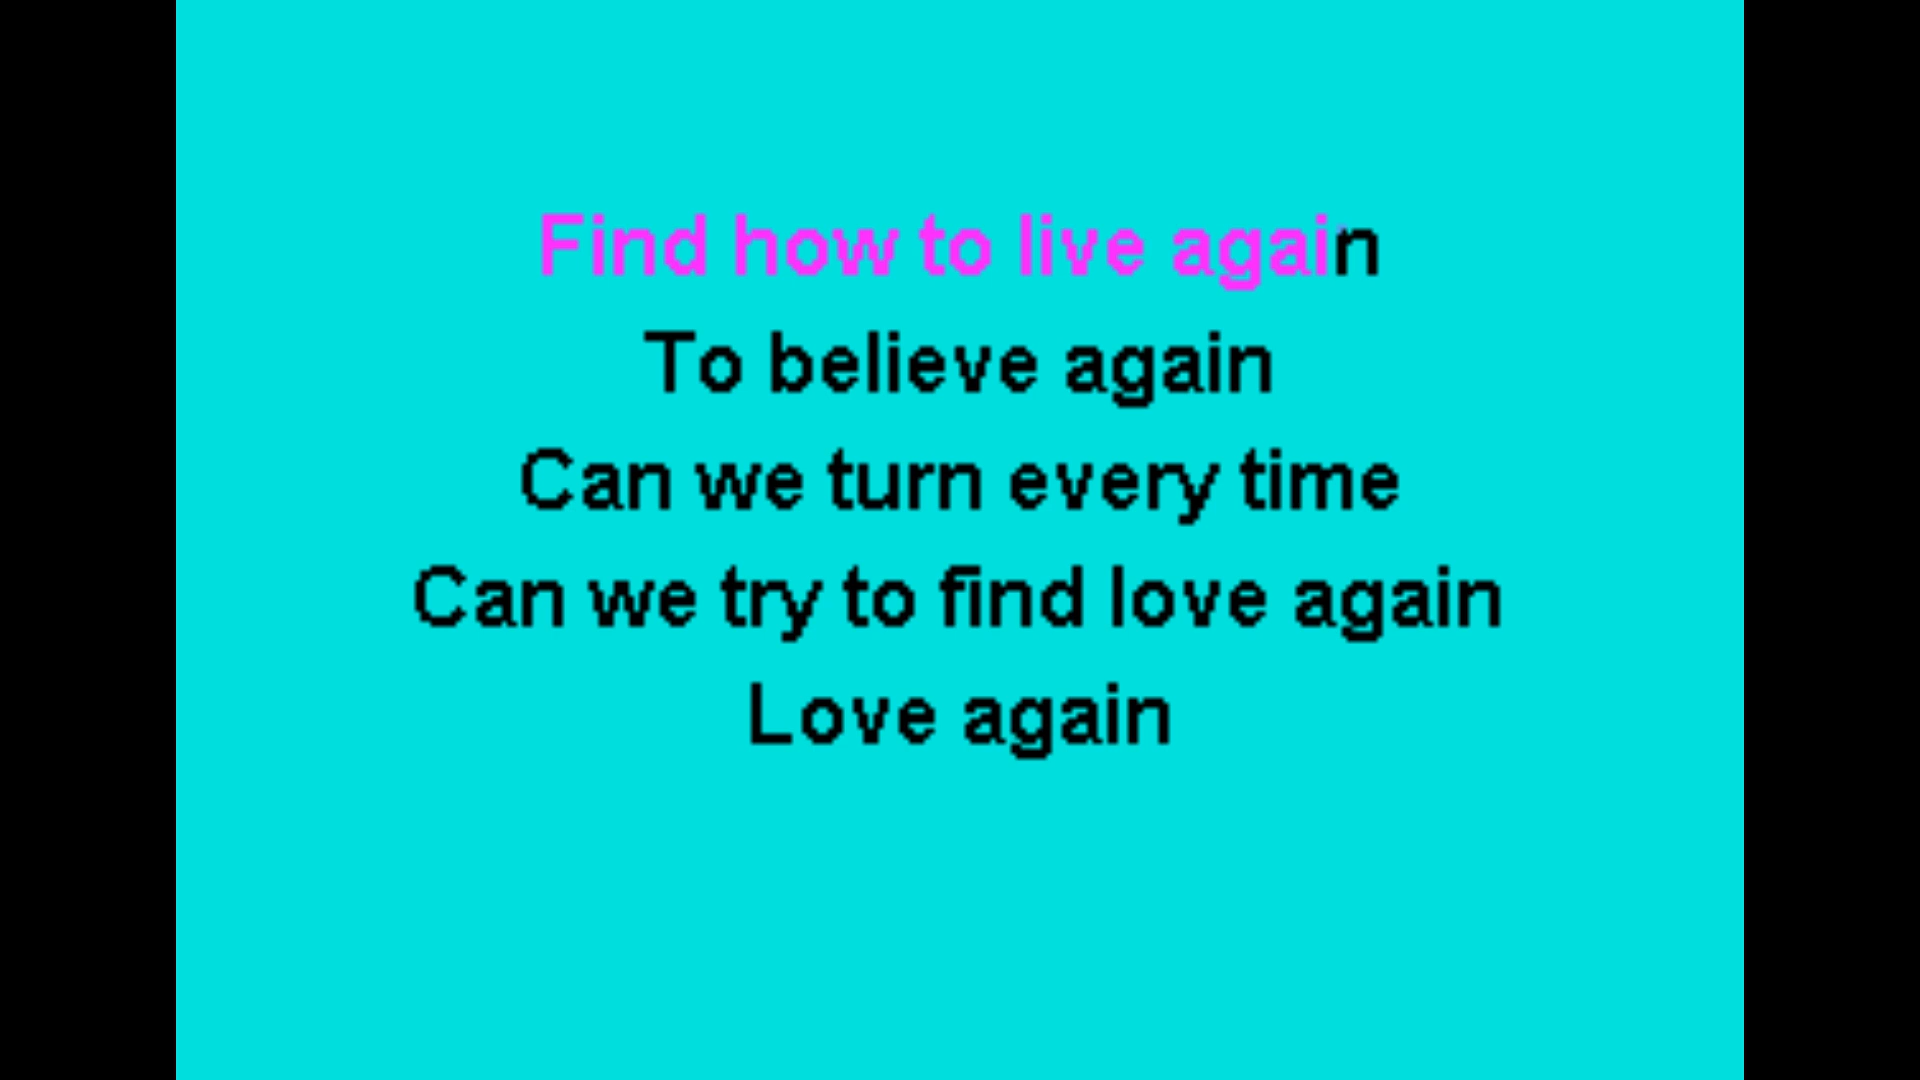 Find how to live again
To believe again
Can we turn every time
Can we try to find love again
Love again